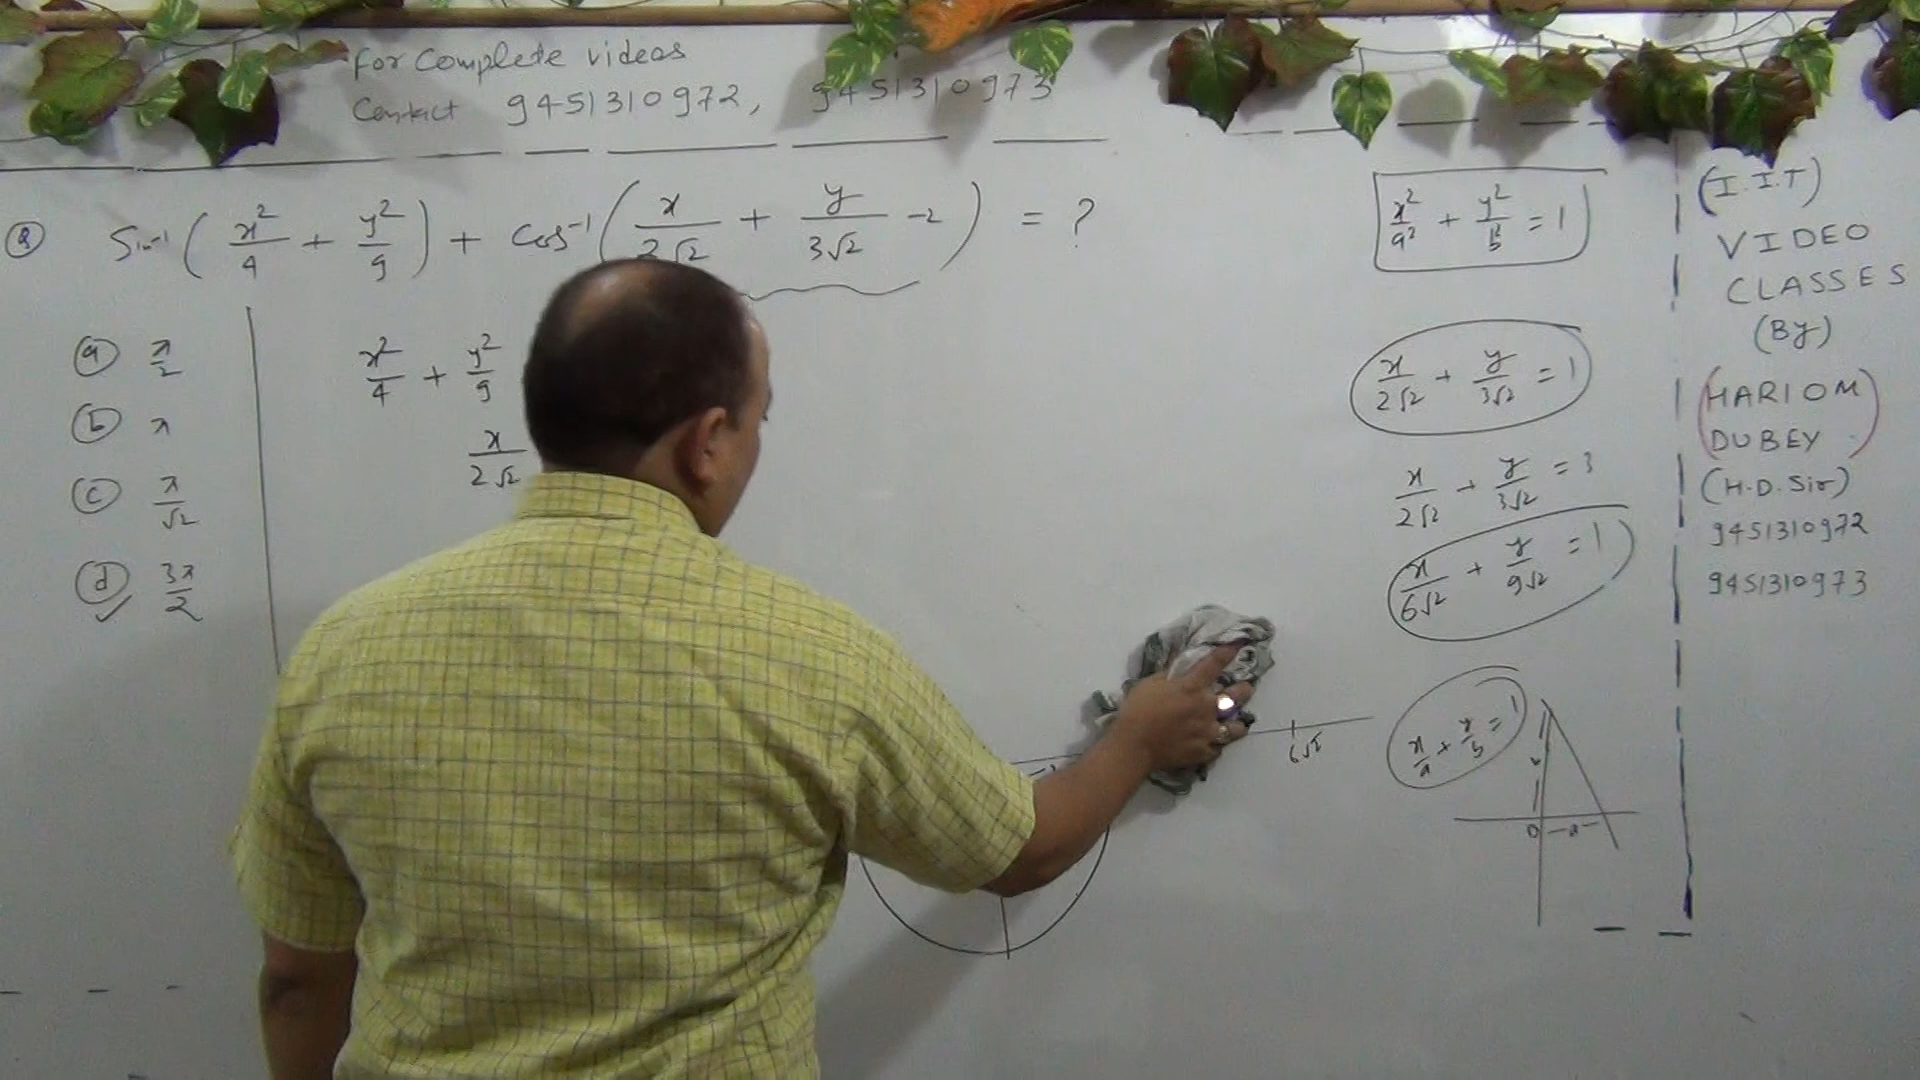 For Complete videos
Contact 9451310972, 9451310973
Q Sin⁻¹ ( x²/4 + y²/9 ) + Cos⁻¹ ( x/2√2 + y/3√2 - 2 ) = ?
(a) π/2
(b) π
(c) π/√2
(d) 3π/2
x²/4 + y²/9
x/2√2
6√2
x²/a² + y²/b² = 1
x/2√2 + y/3√2 = 1
x/2√2 + y/3√2 = 3
x/6√2 + y/9√2 = 1
x/a + y/b = 1
0 -a-
(I.I.T)
VIDEO
CLASSES
(By)
(HARIOM
DUBEY)
(H.D. Sir)
9451310972
9451310973